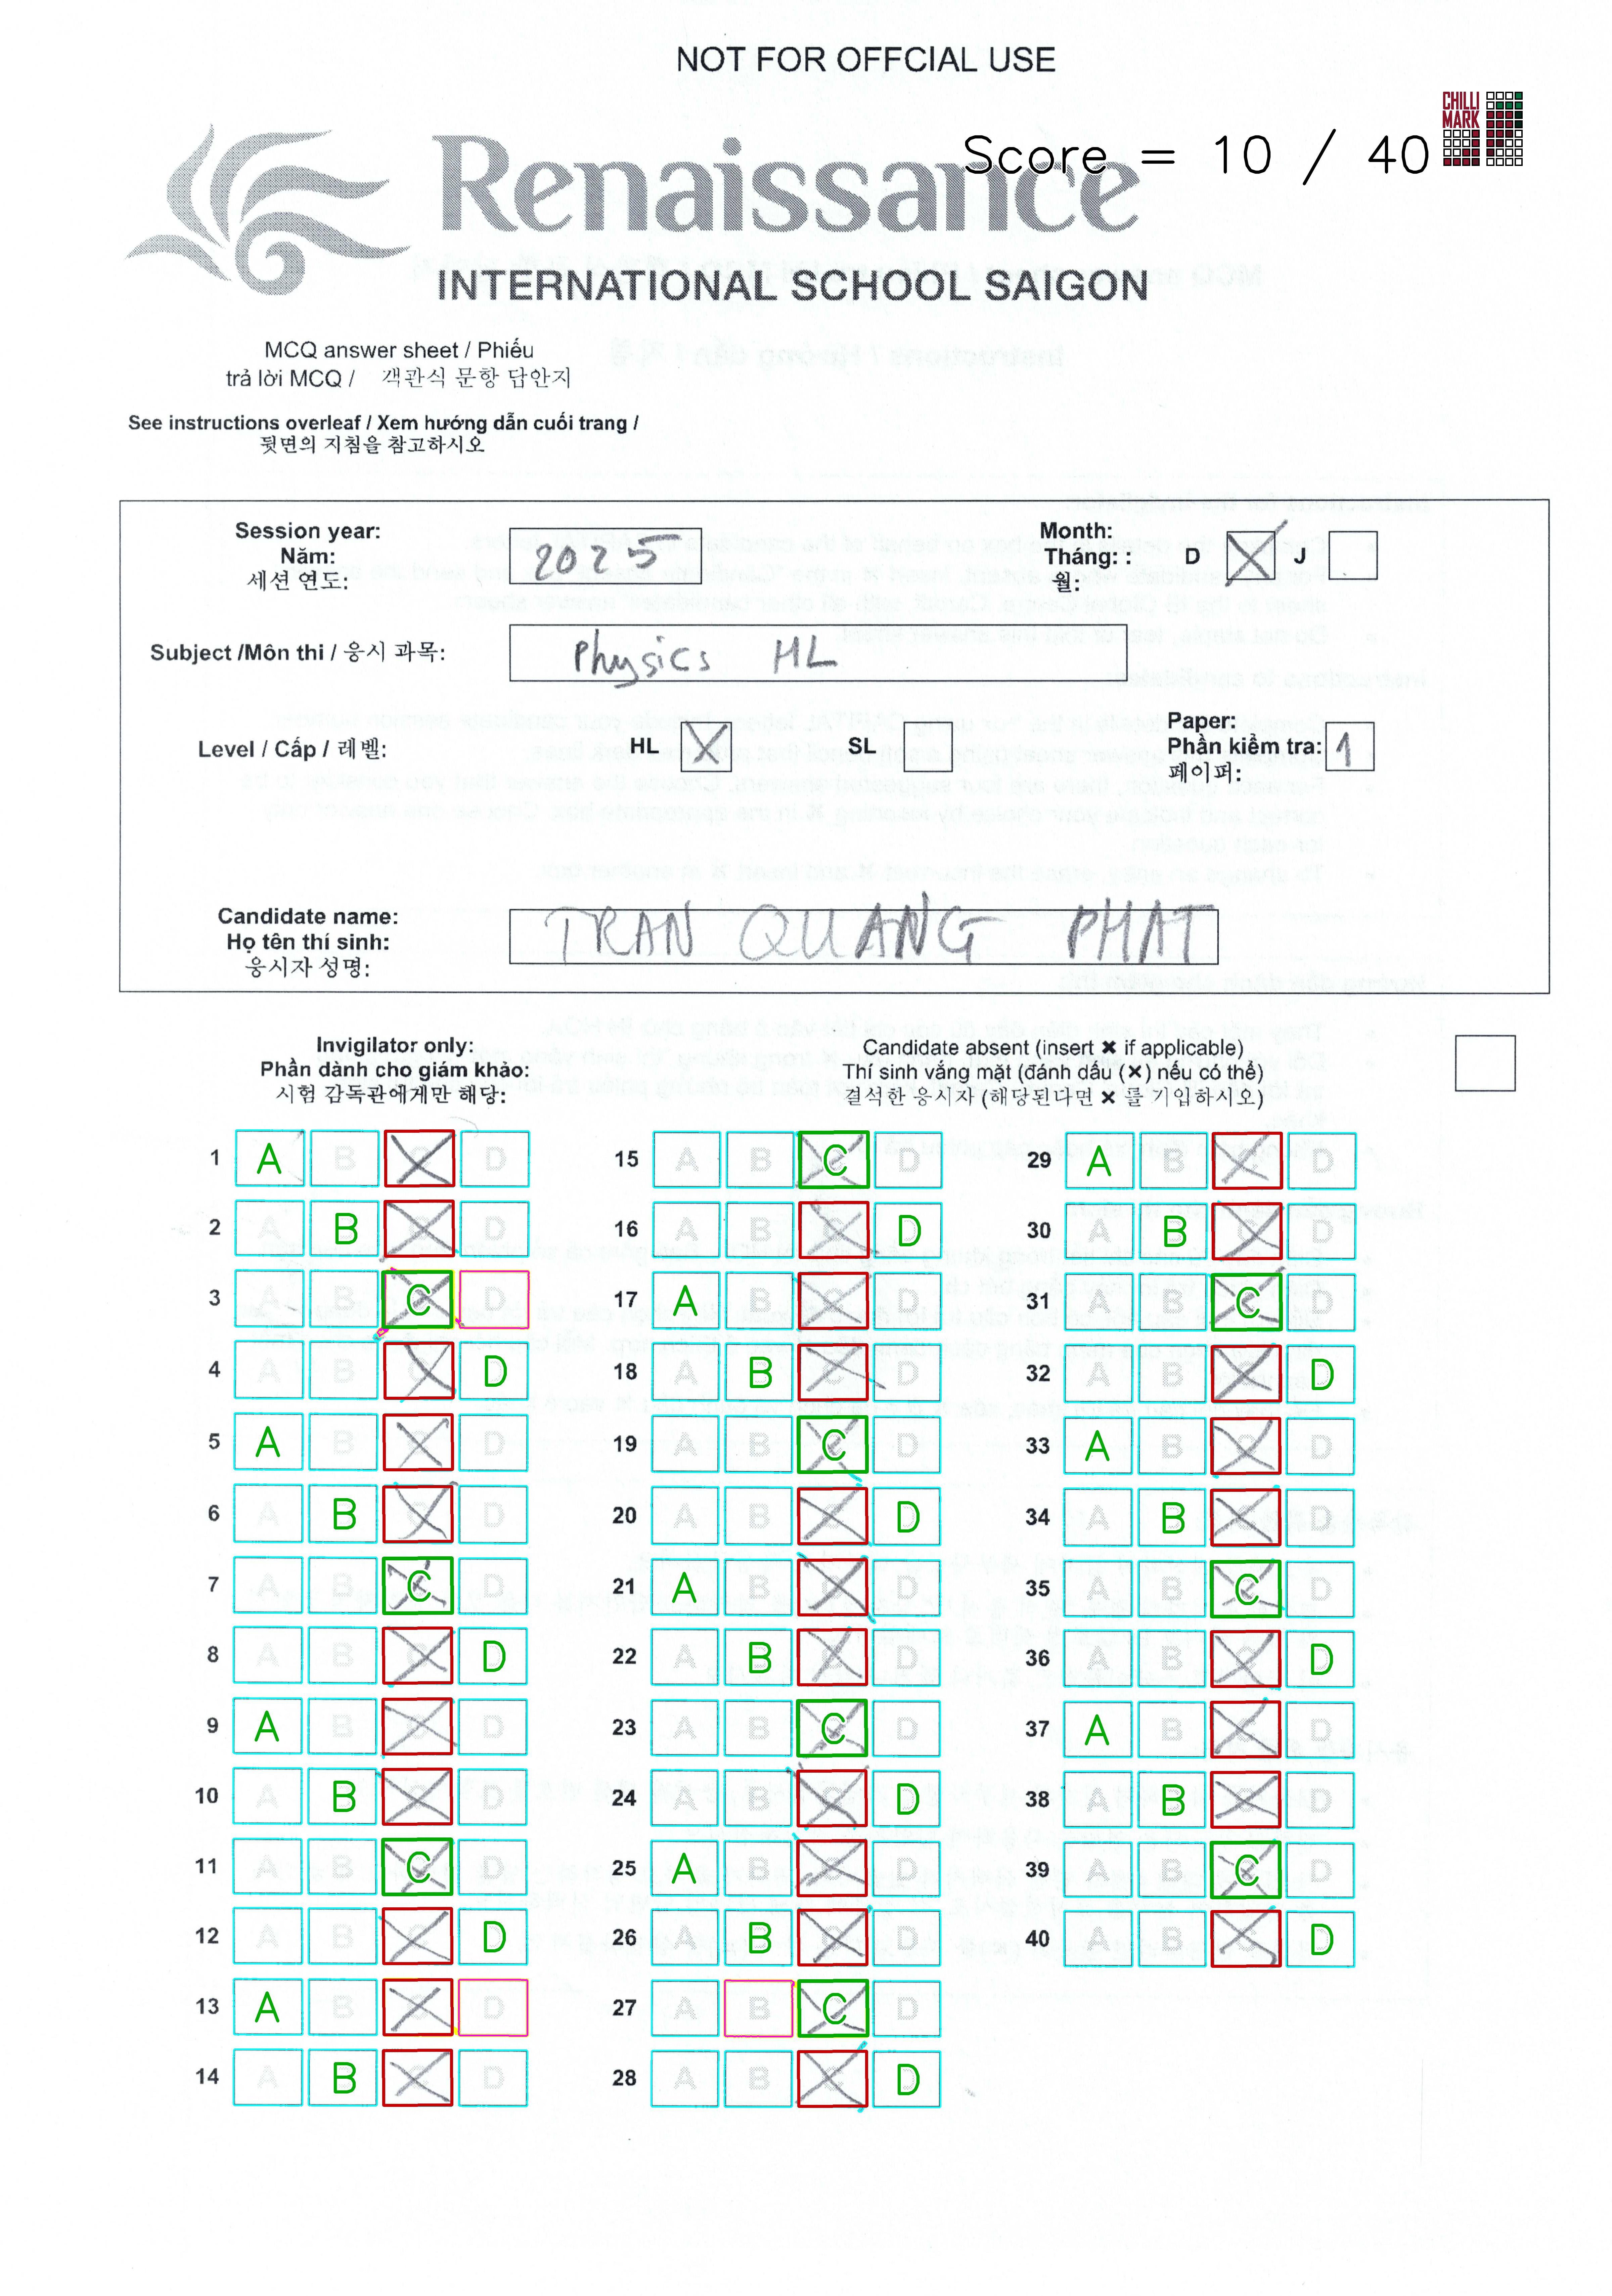 NOT FOR OFFCIAL USE
CHILLI
MARK
Score = 10 / 40
Renaissance
INTERNATIONAL SCHOOL SAIGON
MCQ answer sheet / Phiếu
trả lời MCQ / 객관식 문항 답안지
See instructions overleaf / Xem hướng dẫn cuối trang /
뒷면의 지침을 참고하시오
Session year:
Năm:
세션 연도:
2025
Month:
Tháng: :
월:
D
J
Subject /Môn thi / 응시 과목:
Physics HL
Level / Cấp / 레벨:
HL
SL
Paper:
Phần kiểm tra:
페이퍼:
1
Candidate name:
Họ tên thí sinh:
응시자 성명:
TRAN QUANG PHAT
Invigilator only:
Phần dành cho giám khảo:
시험 감독관에게만 해당:
Candidate absent (insert ✖ if applicable)
Thí sinh vắng mặt (đánh dấu (✖) nếu có thể)
결석한 응시자 (해당된다면 ✖ 를 기입하시오)
1 A B C D
2 A B C D
3 A B C D
4 A B C D
5 A B C D
6 A B C D
7 A B C D
8 A B C D
9 A B C D
10 A B C D
11 A B C D
12 A B C D
13 A B C D
14 A B C D
15 A B C D
16 A B C D
17 A B C D
18 A B C D
19 A B C D
20 A B C D
21 A B C D
22 A B C D
23 A B C D
24 A B C D
25 A B C D
26 A B C D
27 A B C D
28 A B C D
29 A B C D
30 A B C D
31 A B C D
32 A B C D
33 A B C D
34 A B C D
35 A B C D
36 A B C D
37 A B C D
38 A B C D
39 A B C D
40 A B C D